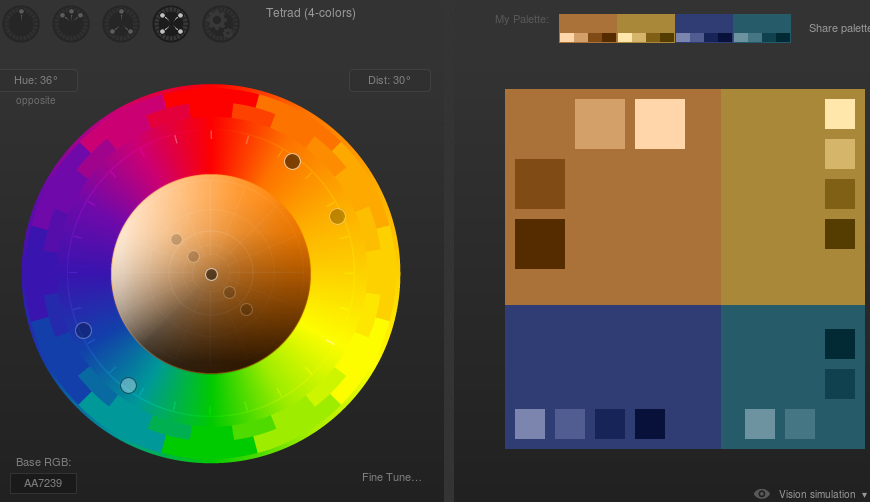 Tetrad (4-colors)
My Palette:
Share palette
Hue: 36°
Dist: 30°
opposite
Base RGB:
AA7239
Fine Tune...
Vision simulation ▾